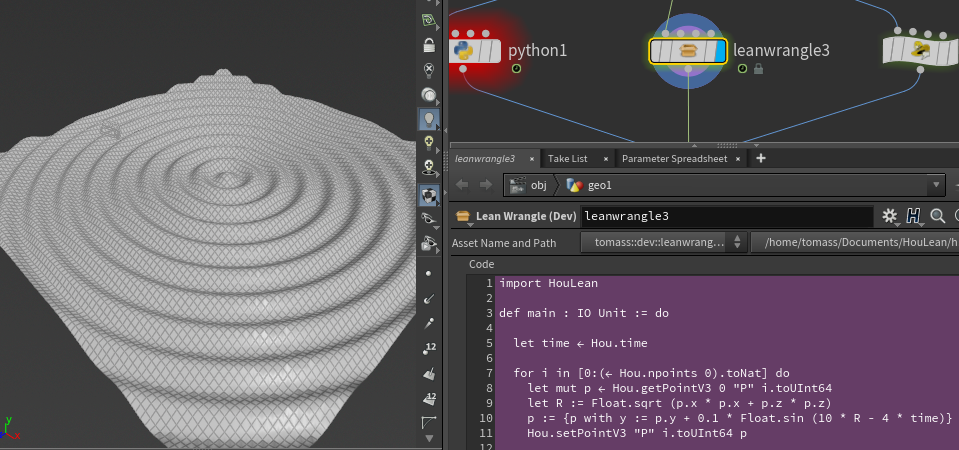 python1
leanwrangle3
12
12
y
x
leanwrangle3 × Take List × Parameter Spreadsheet × +
obj geo1
Lean Wrangle (Dev) leanwrangle3
Asset Name and Path tomass::dev::leanwrang... /home/tomass/Documents/HouLean/h
Code
1 import HouLean
2
3 def main : IO Unit := do
4
5 let time ← Hou.time
6
7 for i in [0:(← Hou.npoints 0).toNat] do
8 let mut p ← Hou.getPointV3 0 "P" i.toUInt64
9 let R := Float.sqrt (p.x * p.x + p.z * p.z)
10 p := {p with y := p.y + 0.1 * Float.sin (10 * R - 4 * time)}
11 Hou.setPointV3 "P" i.toUInt64 p
12